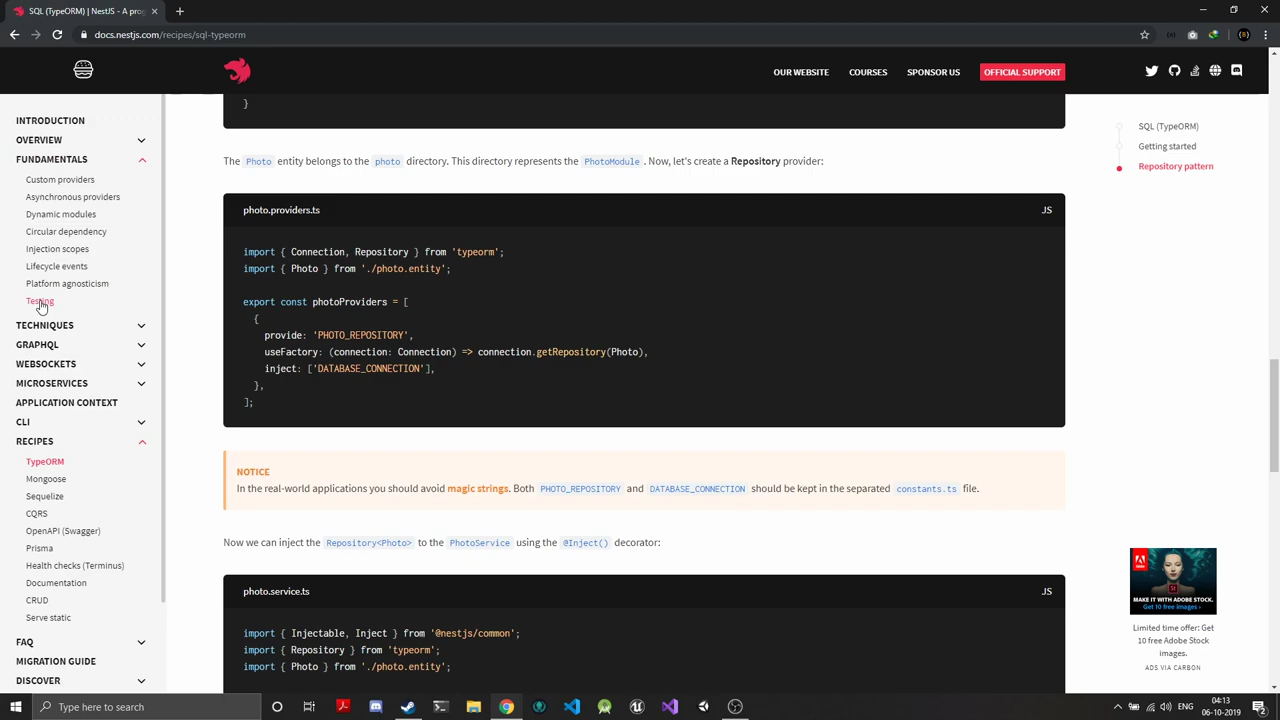 SQL (TypeORM) | NestJS - A prog
docs.nestjs.com/recipes/sql-typeorm
OUR WEBSITE
COURSES
SPONSOR US
OFFICIAL SUPPORT
INTRODUCTION
OVERVIEW
FUNDAMENTALS
Custom providers
Asynchronous providers
Dynamic modules
Circular dependency
Injection scopes
Lifecycle events
Platform agnosticism
Testing
TECHNIQUES
GRAPHQL
WEBSOCKETS
MICROSERVICES
APPLICATION CONTEXT
CLI
RECIPES
TypeORM
Mongoose
Sequelize
CQRS
OpenAPI (Swagger)
Prisma
Health checks (Terminus)
Documentation
CRUD
Serve static
FAQ
MIGRATION GUIDE
DISCOVER
}
The Photo entity belongs to the photo directory. This directory represents the PhotoModule . Now, let's create a Repository provider:
photo.providers.ts
JS
import { Connection, Repository } from 'typeorm';
import { Photo } from './photo.entity';
export const photoProviders = [
{
provide: 'PHOTO_REPOSITORY',
useFactory: (connection: Connection) => connection.getRepository(Photo),
inject: ['DATABASE_CONNECTION'],
},
];
NOTICE
In the real-world applications you should avoid magic strings. Both PHOTO_REPOSITORY and DATABASE_CONNECTION should be kept in the separated constants.ts file.
Now we can inject the Repository<Photo> to the PhotoService using the @Inject() decorator:
photo.service.ts
JS
import { Injectable, Inject } from '@nestjs/common';
import { Repository } from 'typeorm';
import { Photo } from './photo.entity';
SQL (TypeORM)
Getting started
Repository pattern
MAKE IT WITH ADOBE STOCK.
Get 10 free images ›
Limited time offer: Get
10 free Adobe Stock
images.
ADS VIA CARBON
Type here to search
04:13
06-10-2019